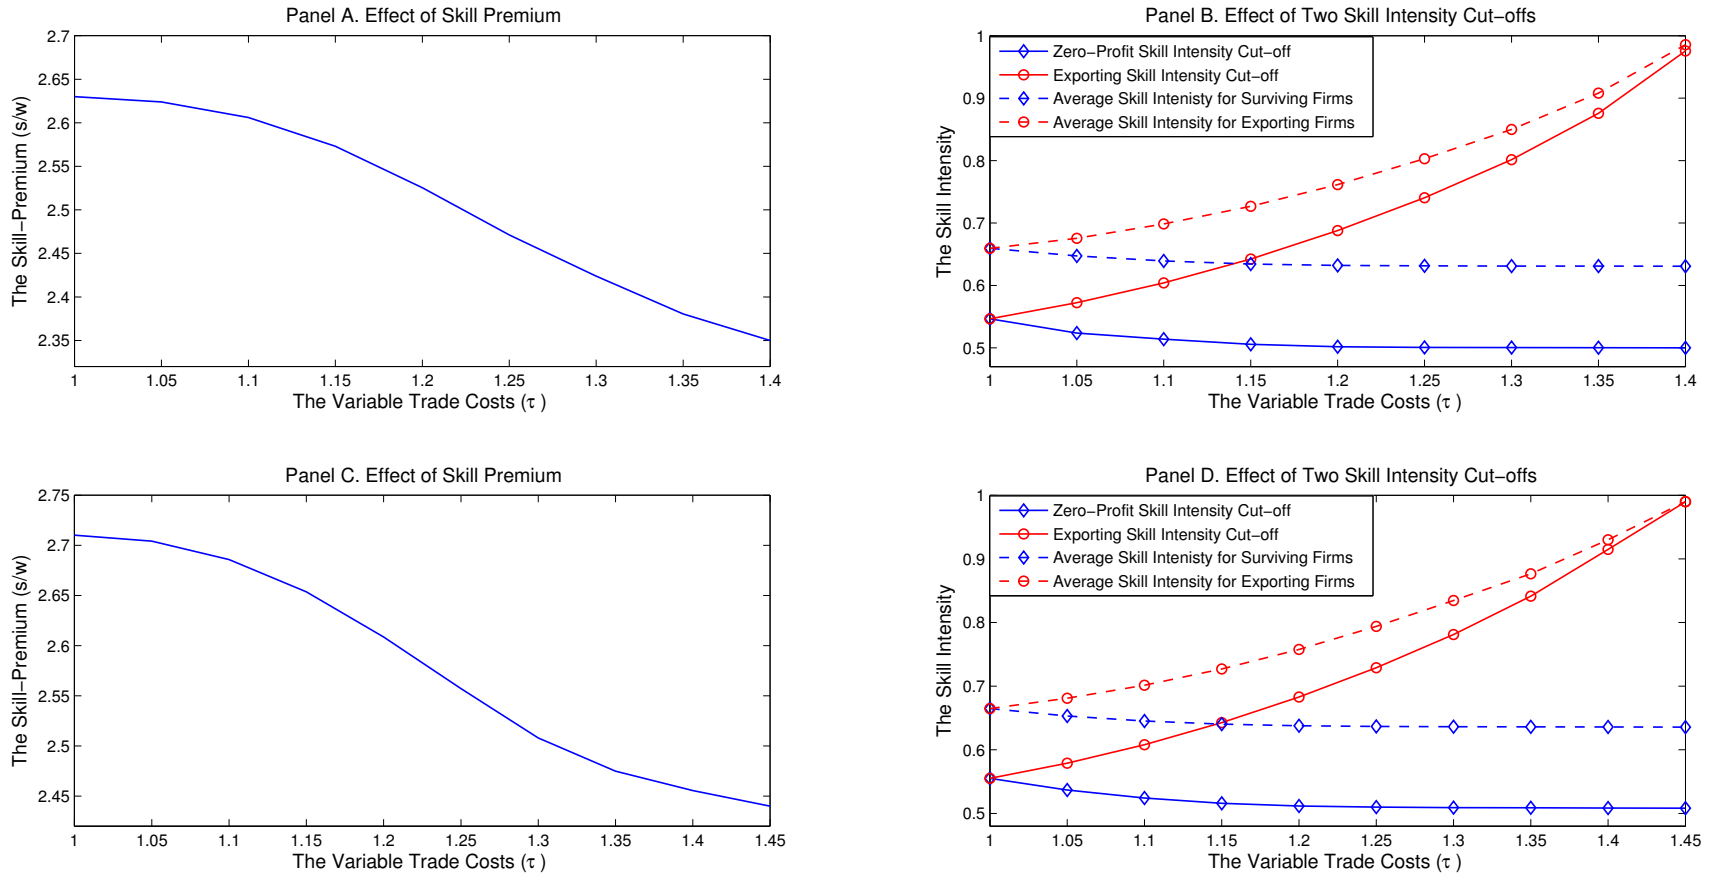 Panel A. Effect of Skill Premium
2.7
2.65
2.6
2.55
2.5
2.45
2.4
2.35
The Skill−Premium (s/w)
1 1.05 1.1 1.15 1.2 1.25 1.3 1.35 1.4
The Variable Trade Costs (τ )
Panel B. Effect of Two Skill Intensity Cut−offs
Zero−Profit Skill Intensity Cut−off
Exporting Skill Intensity Cut−off
Average Skill Intenisty for Surviving Firms
Average Skill Intensity for Exporting Firms
1
0.9
0.8
0.7
0.6
0.5
The Skill Intensity
1 1.05 1.1 1.15 1.2 1.25 1.3 1.35 1.4
The Variable Trade Costs (τ )
Panel C. Effect of Skill Premium
2.75
2.7
2.65
2.6
2.55
2.5
2.45
The Skill−Premium (s/w)
1 1.05 1.1 1.15 1.2 1.25 1.3 1.35 1.4 1.45
The Variable Trade Costs (τ )
Panel D. Effect of Two Skill Intensity Cut−offs
Zero−Profit Skill Intensity Cut−off
Exporting Skill Intensity Cut−off
Average Skill Intenisty for Surviving Firms
Average Skill Intensity for Exporting Firms
1
0.9
0.8
0.7
0.6
0.5
The Skill Intensity
1 1.05 1.1 1.15 1.2 1.25 1.3 1.35 1.4 1.45
The Variable Trade Costs (τ )